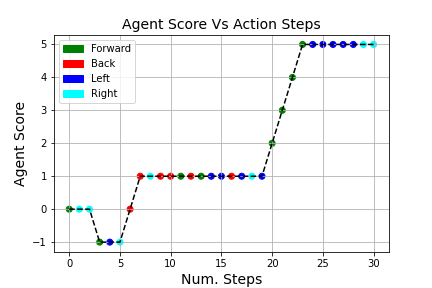 Agent Score Vs Action Steps
Forward
Back
Left
Right
Agent Score
5
4
3
2
1
0
−1
0 5 10 15 20 25 30
Num. Steps